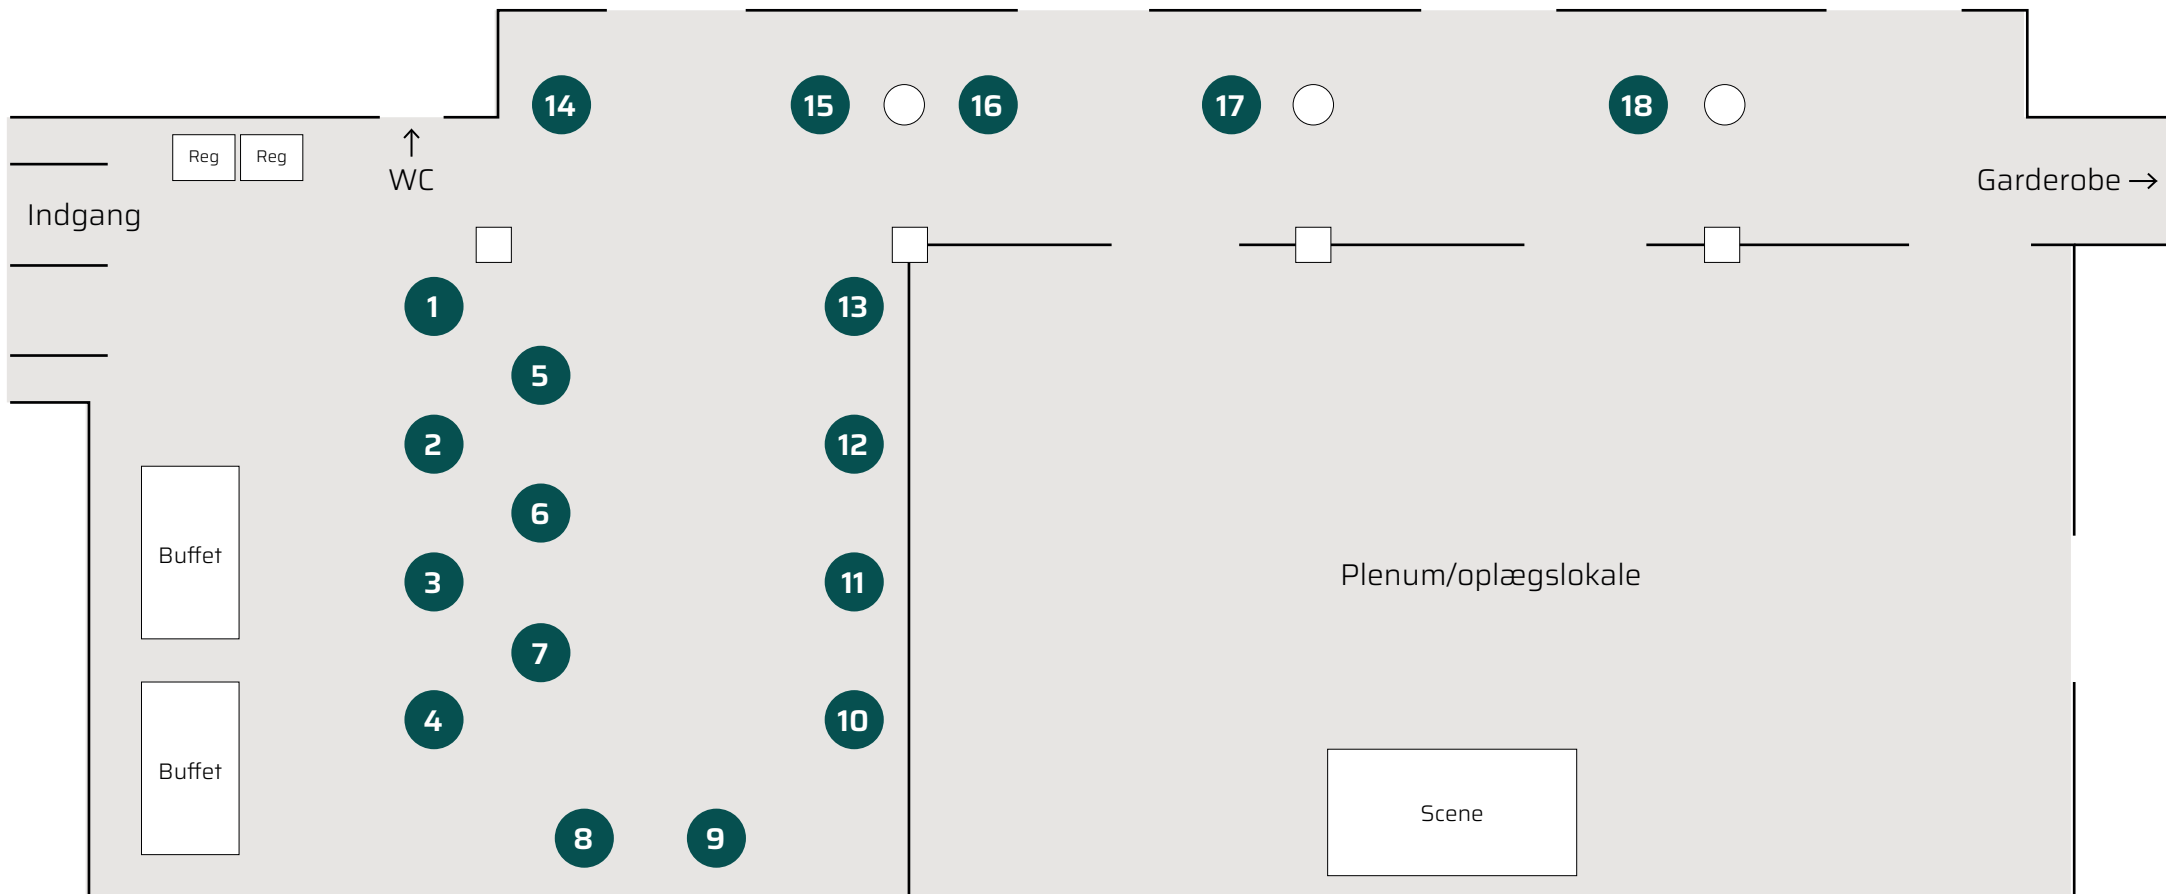 14
15
16
17
18
Reg
Reg
WC
Garderobe →
Indgang
1
13
5
2
12
6
Buffet
3
11
Plenum/oplægslokale
7
4
10
Buffet
Scene
8
9